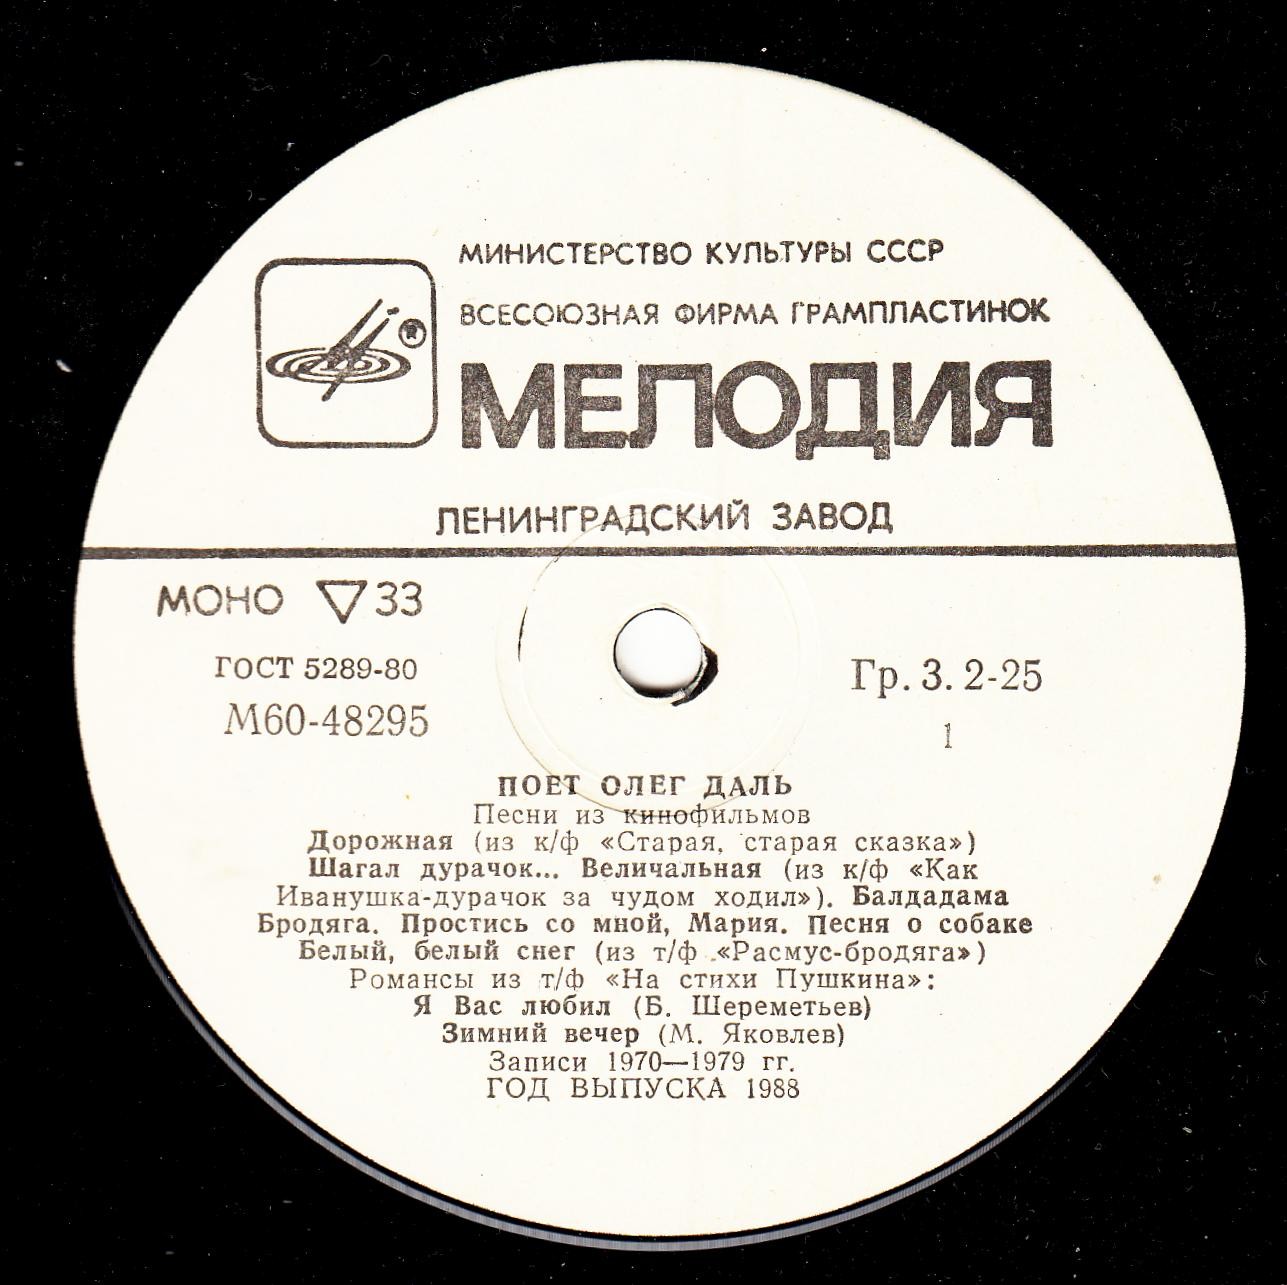 МИНИСТЕРСТВО КУЛЬТУРЫ СССР
ВСЕСОЮЗНАЯ ФИРМА ГРАМПЛАСТИНОК
R
МЕЛОДИЯ
ЛЕНИНГРАДСКИЙ ЗАВОД
МОНО ▽33
ГОСТ 5289-80
М60-48295
Гр. 3. 2-25
1
ПОЕТ ОЛЕГ ДАЛЬ
Песни из кинофильмов
Дорожная (из к/ф «Старая, старая сказка»)
Шагал дурачок... Величальная (из к/ф «Как
Иванушка-дурачок за чудом ходил»). Балдадама
Бродяга. Простись со мной, Мария. Песня о собаке
Белый, белый снег (из т/ф «Расмус-бродяга»)
Романсы из т/ф «На стихи Пушкина»:
Я Вас любил (Б. Шереметьев)
Зимний вечер (М. Яковлев)
Записи 1970—1979 гг.
ГОД ВЫПУСКА 1988